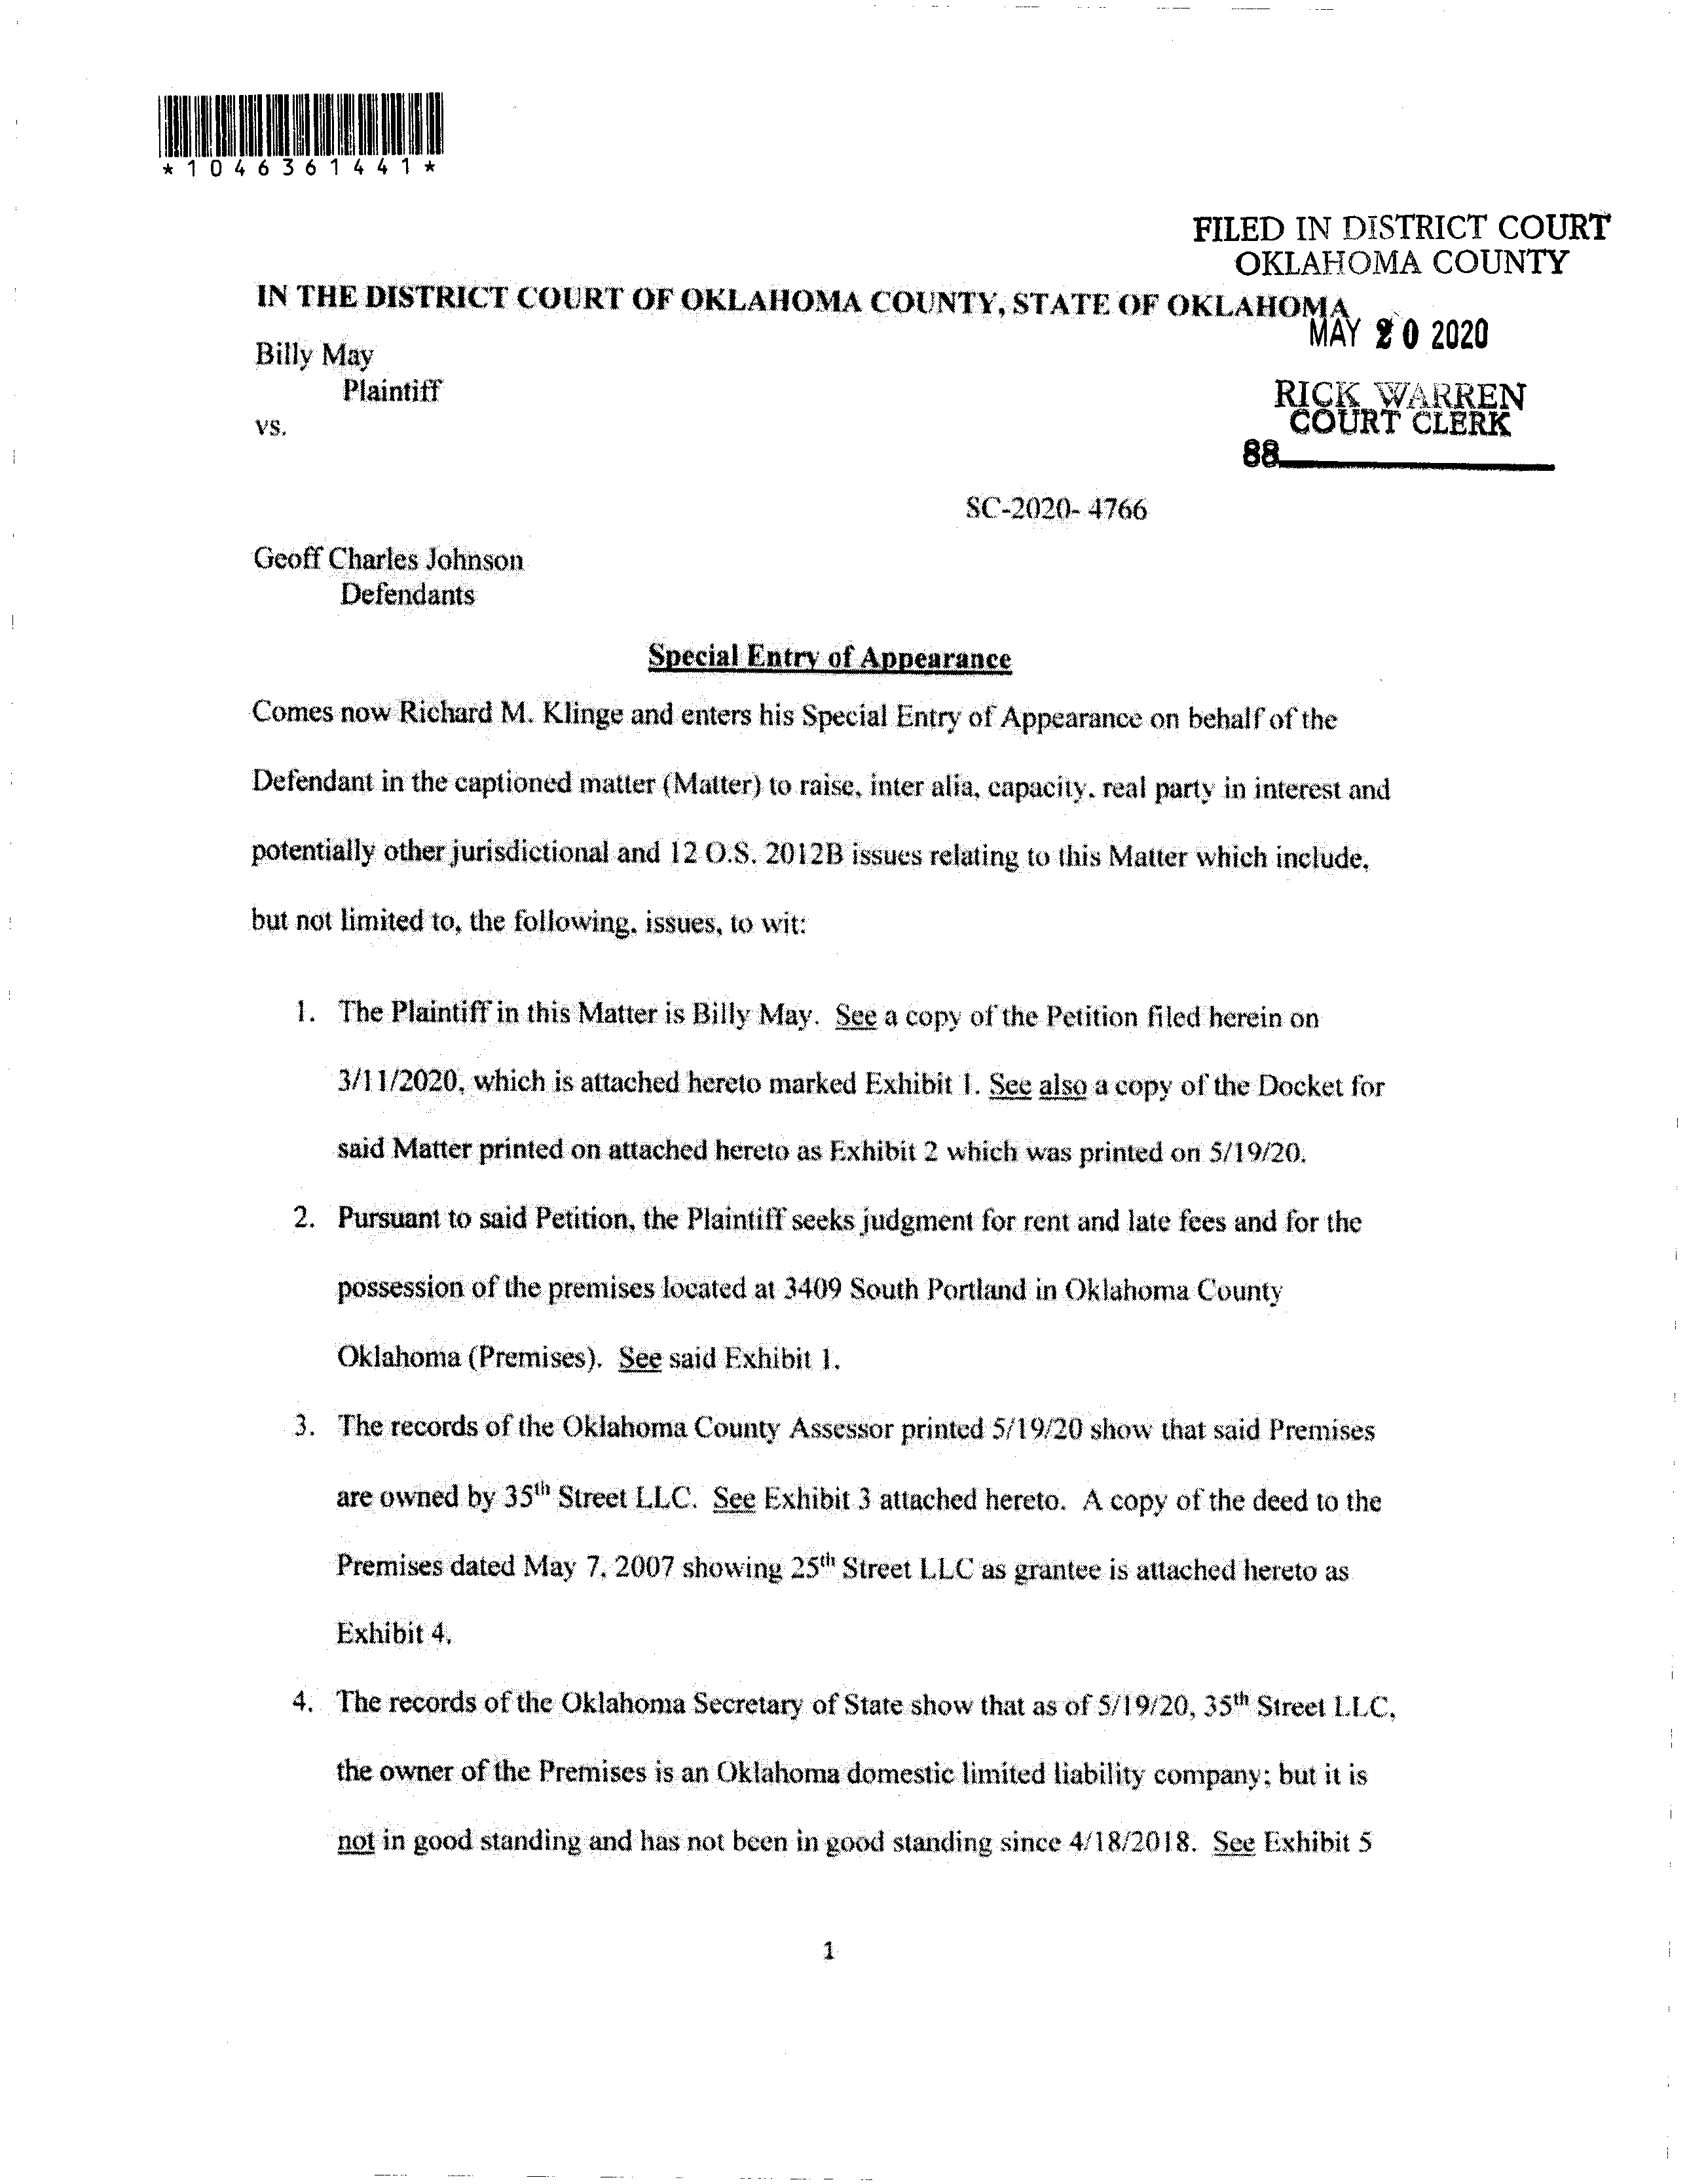 *1046361441*
FILED IN DISTRICT COURT
OKLAHOMA COUNTY
IN THE DISTRICT COURT OF OKLAHOMA COUNTY, STATE OF OKLAHOMA
MAY 20 2020
Billy May
Plaintiff
RICK WARREN
COURT CLERK
vs.
88
SC-2020- 4766
Geoff Charles Johnson
Defendants
Special Entry of Appearance
Comes now Richard M. Klinge and enters his Special Entry of Appearance on behalf of the
Defendant in the captioned matter (Matter) to raise, inter alia, capacity, real party in interest and
potentially other jurisdictional and 12 O.S. 2012B issues relating to this Matter which include,
but not limited to, the following, issues, to wit:
1. The Plaintiff in this Matter is Billy May. See a copy of the Petition filed herein on
3/11/2020, which is attached hereto marked Exhibit 1. See also a copy of the Docket for
said Matter printed on attached hereto as Exhibit 2 which was printed on 5/19/20.
2. Pursuant to said Petition, the Plaintiff seeks judgment for rent and late fees and for the
possession of the premises located at 3409 South Portland in Oklahoma County
Oklahoma (Premises). See said Exhibit 1.
3. The records of the Oklahoma County Assessor printed 5/19/20 show that said Premises
are owned by 35th Street LLC. See Exhibit 3 attached hereto. A copy of the deed to the
Premises dated May 7, 2007 showing 25th Street LLC as grantee is attached hereto as
Exhibit 4.
4. The records of the Oklahoma Secretary of State show that as of 5/19/20, 35th Street LLC,
the owner of the Premises is an Oklahoma domestic limited liability company; but it is
not in good standing and has not been in good standing since 4/18/2018. See Exhibit 5
1